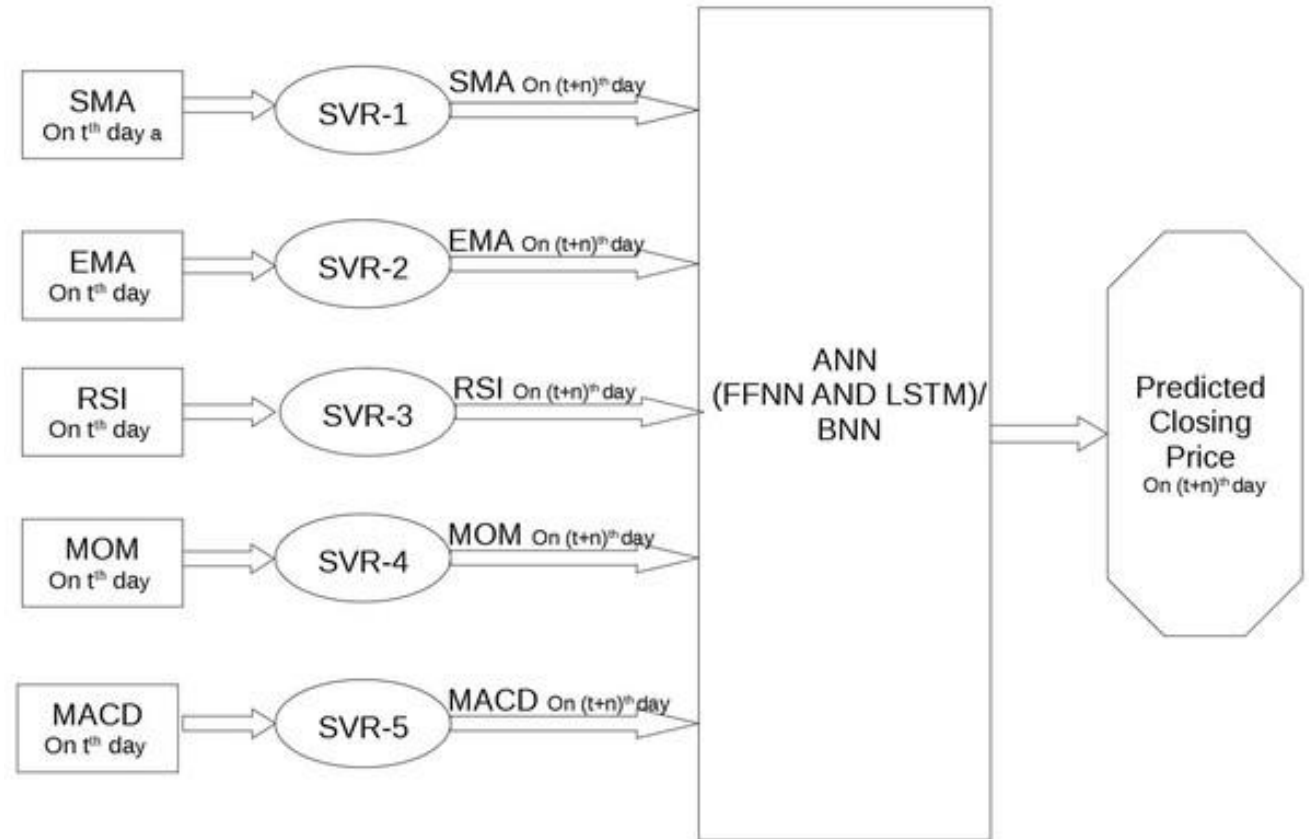 SMA
On tᵗʰ day a
SVR-1
SMA On (t+n)ᵗʰ day
EMA
On tᵗʰ day
SVR-2
EMA On (t+n)ᵗʰ day
RSI
On tᵗʰ day
SVR-3
RSI On (t+n)ᵗʰ day
MOM
On tᵗʰ day
SVR-4
MOM On (t+n)ᵗʰ day
MACD
On tᵗʰ day
SVR-5
MACD On (t+n)ᵗʰ day
ANN
(FFNN AND LSTM)/
BNN
Predicted
Closing
Price
On (t+n)ᵗʰ day